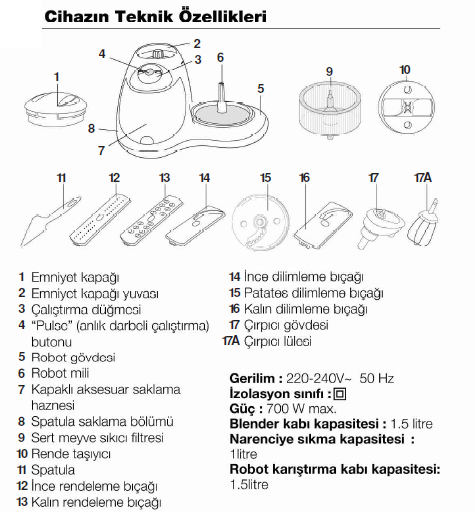 Cihazın Teknik Özellikleri
1
2
4
3
6
5
8
7
9
10
11
12
13
14
15
16
17
17A
1 Emniyet kapağı
2 Emniyet kapağı yuvası
3 Çalıştırma düğmesi
4 “Pulse” (anlık darbeli çalıştırma)
butonu
5 Robot gövdesi
6 Robot mili
7 Kapaklı aksesuar saklama
haznesi
8 Spatula saklama bölümü
9 Sert meyve sıkıcı filtresi
10 Rende taşıyıcı
11 Spatula
12 İnce rendeleme bıçağı
13 Kalın rendeleme bıçağı
14 İnce dilimleme bıçağı
15 Patates dilimleme bıçağı
16 Kalın dilimleme bıçağı
17 Çırpıcı gövdesi
17A Çırpıcı lülesi
Gerilim : 220-240V~ 50 Hz
İzolasyon sınıfı :
Güç : 700 W max.
Blender kabı kapasitesi : 1.5 litre
Narenciye sıkma kapasitesi :
1litre
Robot karıştırma kabı kapasitesi:
1.5litre